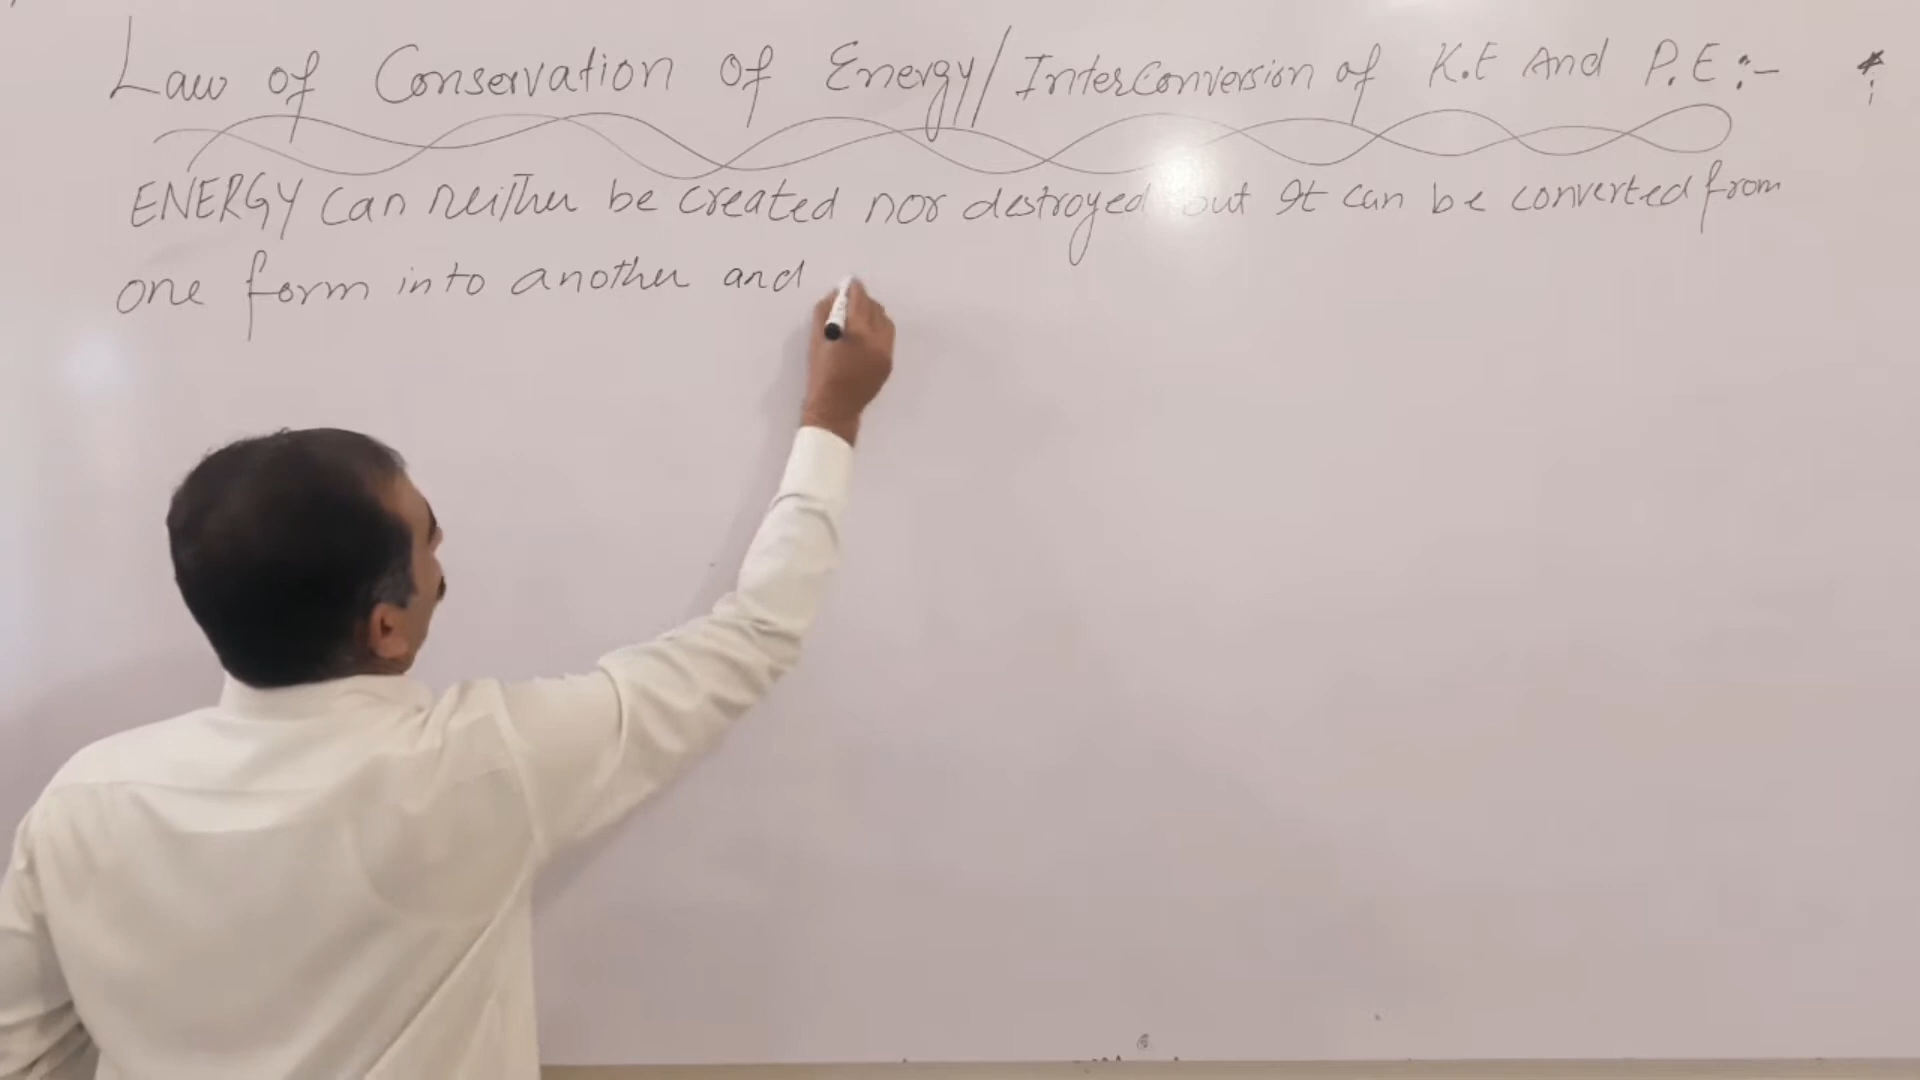 Law of Conservation Of Energy/InterConversion of K.E And P.E:-
ENERGY can neither be created nor destroyed but It can be converted from
one form into another and